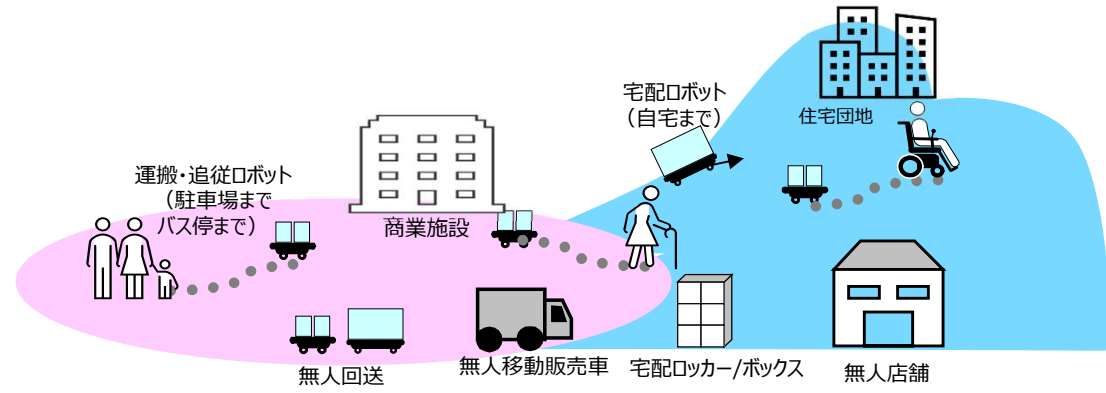 運搬・追従ロボット
（駐車場まで
バス停まで）
商業施設
宅配ロボット
（自宅まで）
住宅団地
無人回送
無人移動販売車
宅配ロッカー/ボックス
無人店舗